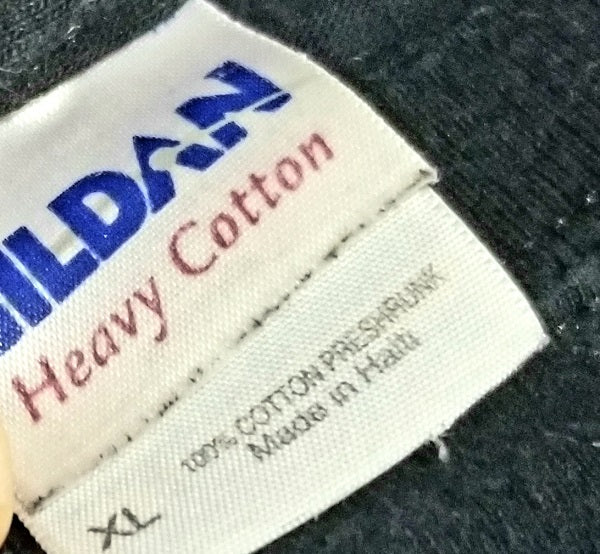 ILDAN
Heavy Cotton
100% COTTON PRESHRUNK
Made in Haiti
XL